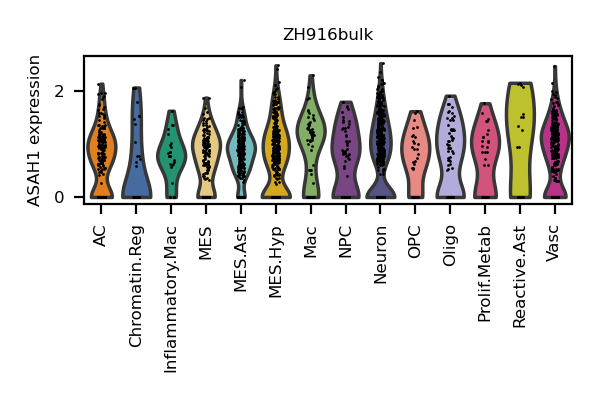 ZH916bulk
ASAH1 expression
2
0
AC
Chromatin.Reg
Inflammatory.Mac
MES
MES.Ast
MES.Hyp
Mac
NPC
Neuron
OPC
Oligo
Prolif.Metab
Reactive.Ast
Vasc